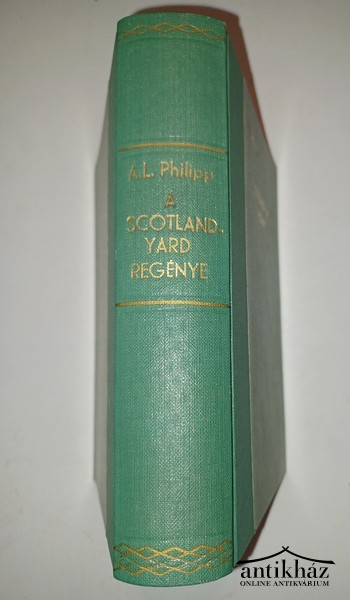 A.L. Philipp
A
SCOTLAND
YARD
REGÉNYE
antikház
ONLINE ANTIKVÁRIUM